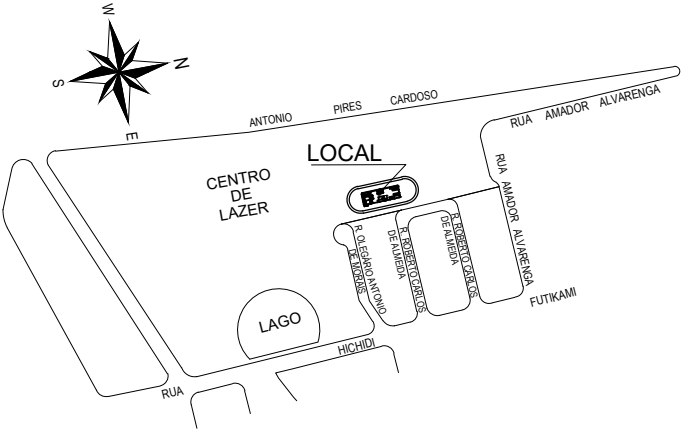 W
N
S
E
ANTONIO PIRES CARDOSO
RUA AMADOR ALVARENGA
LOCAL
CENTRO
DE
LAZER
RUA AMADOR ALVARENGA
R. OLEGARIO ANTONIO
DE MORAIS
R. ROBERTO CARLOS
DE ALMEIDA
R. ROBERTO CARLOS
DE ALMEIDA
FUTIKAMI
LAGO
HICHIDI
RUA